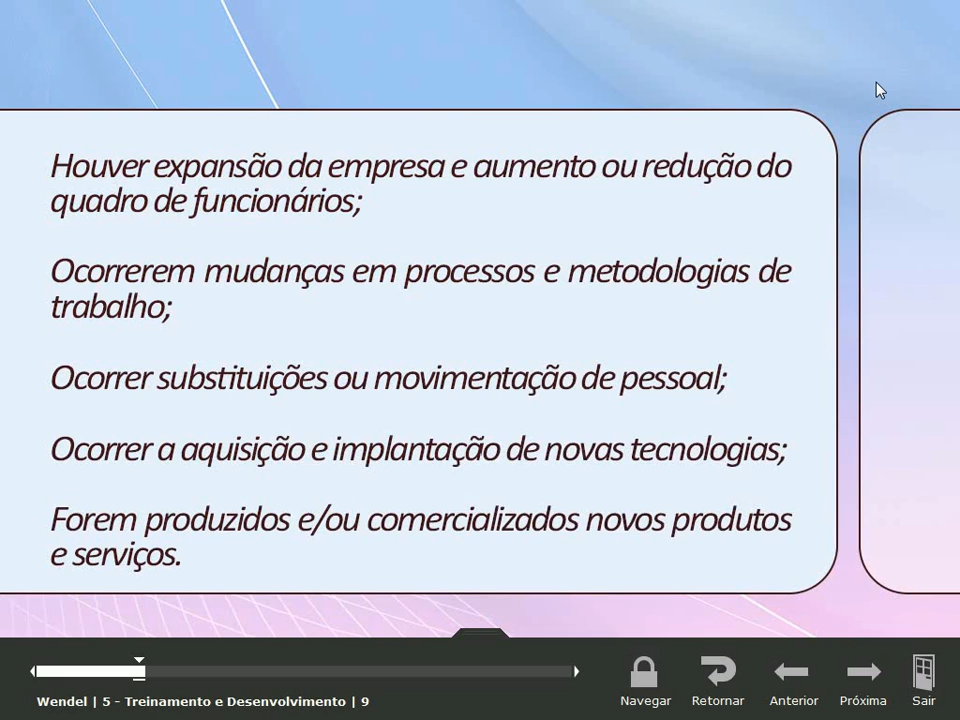 Houver expansão da empresa e aumento ou redução do
quadro de funcionários;
Ocorrerem mudanças em processos e metodologias de
trabalho;
Ocorrer substituições ou movimentação de pessoal;
Ocorrer a aquisição e implantação de novas tecnologias;
Forem produzidos e/ou comercializados novos produtos
e serviços.
Wendel | 5 - Treinamento e Desenvolvimento | 9
Navegar Retornar Anterior Próxima Sair